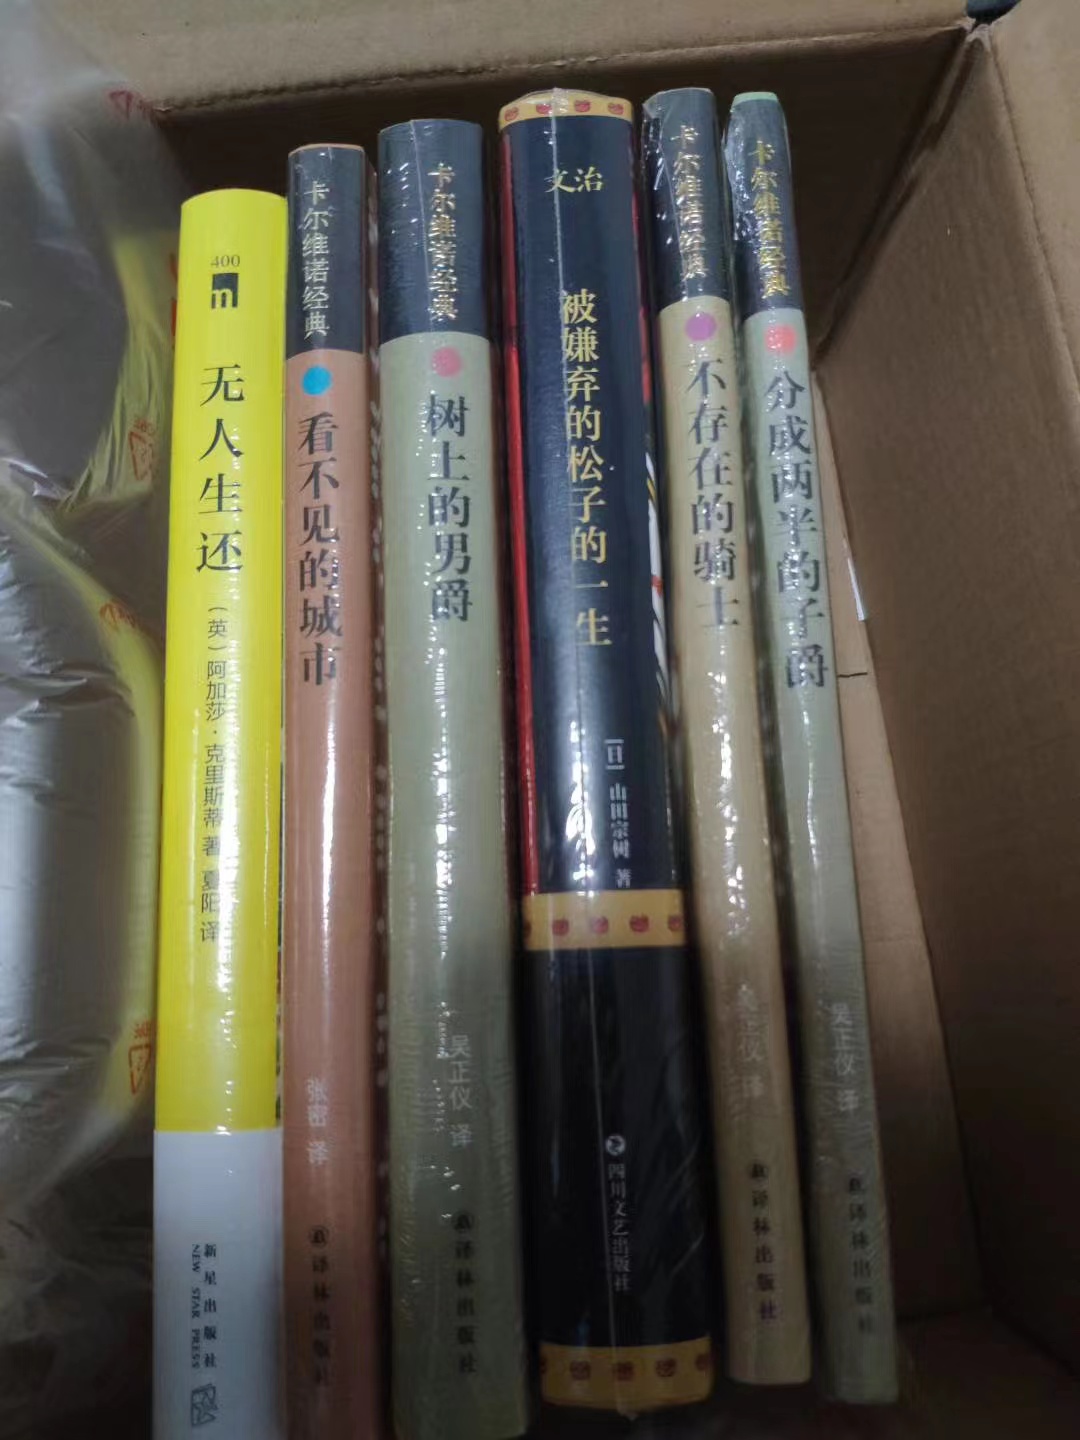 400
m
无人生还
（英）阿加莎·克里斯蒂 著 夏阳 译
新星出版社
NEW STAR PRESS
卡尔维诺经典
看不见的城市
张密 译
译林出版社
卡尔维诺经典
树上的男爵
吴正仪 译
译林出版社
文治
被嫌弃的松子的一生
[日] 山田宗树 著
四川文艺出版社
卡尔维诺经典
不存在的骑士
吴正仪 译
译林出版社
卡尔维诺经典
分成两半的子爵
吴正仪 译
译林出版社